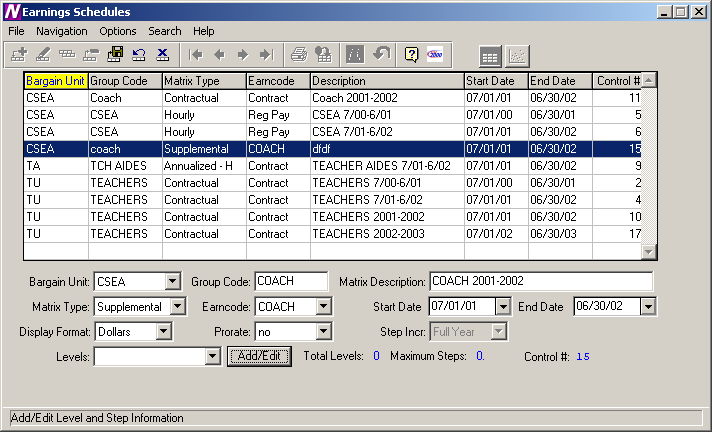 N Earnings Schedules
File Navigation Options Search Help
? 2000
Bargain Unit Group Code Matrix Type Earncode Description Start Date End Date Control #
CSEA Coach Contractual Contract Coach 2001-2002 07/01/01 06/30/02 11
CSEA CSEA Hourly Reg Pay CSEA 7/00-6/01 07/01/00 06/30/02 5
CSEA CSEA Hourly Reg Pay CSEA 7/01-6/02 07/01/01 06/30/02 6
CSEA coach Supplemental COACH dfdf 07/01/01 06/30/02 15
TA TCH AIDES Annualized - H Contract TEACHER AIDES 7/01-6/02 07/01/01 06/30/02 9
TU TEACHERS Contractual Contract TEACHERS 7/00-6/01 07/01/00 06/30/01 2
TU TEACHERS Contractual Contract TEACHERS 7/01-6/02 07/01/01 06/30/02 4
TU TEACHERS Contractual Contract TEACHERS 2001-2002 07/01/01 06/30/02 10
TU TEACHERS Contractual Contract TEACHERS 2002-2003 07/01/02 06/30/03 17
Bargain Unit: CSEA Group Code: COACH Matrix Description: COACH 2001-2002
Matrix Type: Supplemental Earncode: COACH Start Date 07/01/01 End Date 06/30/02
Display Format: Dollars Prorate: no Step Incr: Full Year
Levels: Add/Edit Total Levels: 0 Maximum Steps: 0. Control #: 15
Add/Edit Level and Step Information